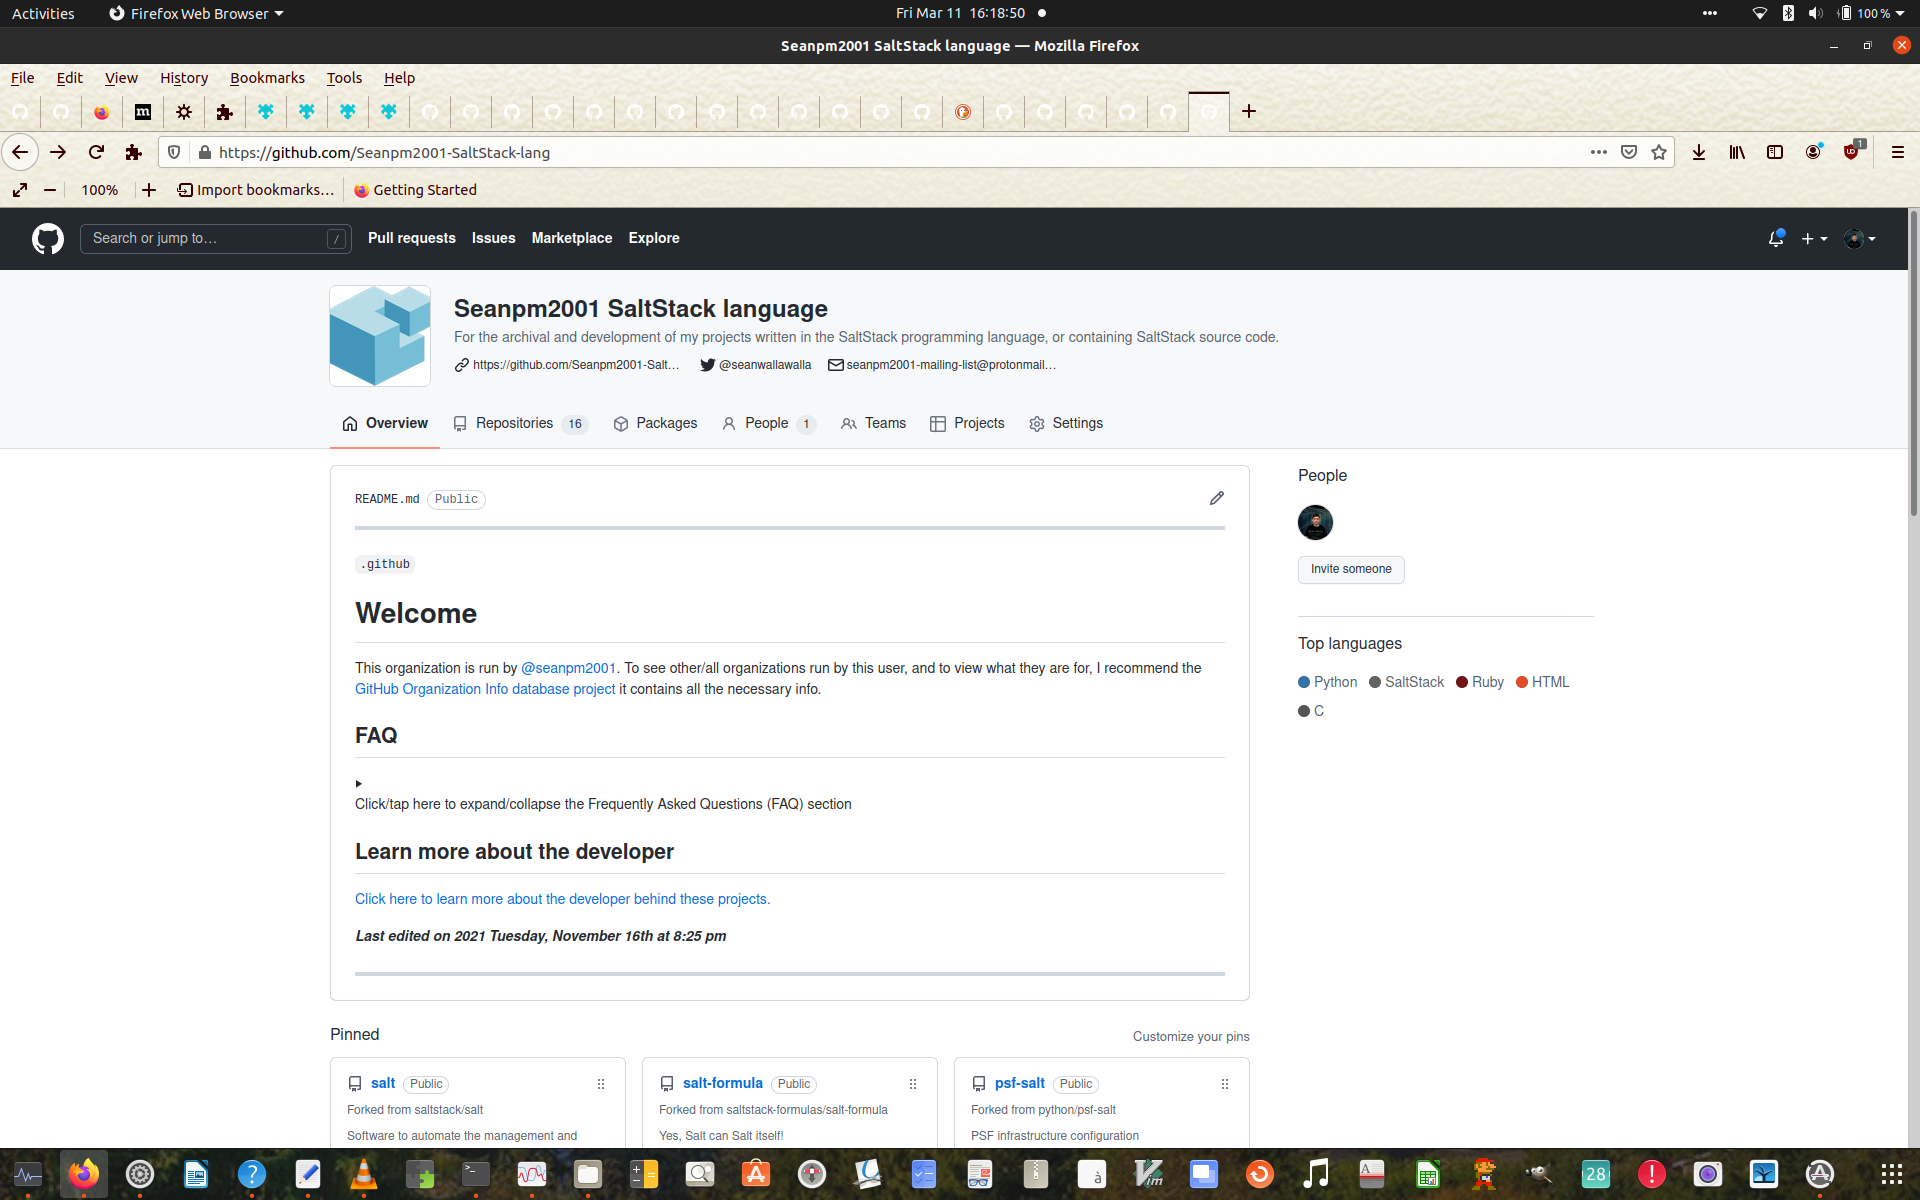 Activities Firefox Web Browser Fri Mar 11 16:18:50 100 %
Seanpm2001 SaltStack language — Mozilla Firefox
File Edit View History Bookmarks Tools Help
https://github.com/Seanpm2001-SaltStack-lang 1
100% Import bookmarks… Getting Started
Search or jump to… / Pull requests Issues Marketplace Explore
Seanpm2001 SaltStack language
For the archival and development of my projects written in the SaltStack programming language, or containing SaltStack source code.
https://github.com/Seanpm2001-Salt… @seanwallawalla seanpm2001-mailing-list@protonmail…
Overview Repositories 16 Packages People 1 Teams Projects Settings
README.md Public
.github
Welcome
This organization is run by @seanpm2001. To see other/all organizations run by this user, and to view what they are for, I recommend the
GitHub Organization Info database project it contains all the necessary info.
FAQ
Click/tap here to expand/collapse the Frequently Asked Questions (FAQ) section
Learn more about the developer
Click here to learn more about the developer behind these projects.
Last edited on 2021 Tuesday, November 16th at 8:25 pm
People
Invite someone
Top languages
Python SaltStack Ruby HTML
C
Pinned Customize your pins
salt Public
Forked from saltstack/salt
Software to automate the management and
salt-formula Public
Forked from saltstack-formulas/salt-formula
Yes, Salt can Salt itself!
psf-salt Public
Forked from python/psf-salt
PSF infrastructure configuration
28